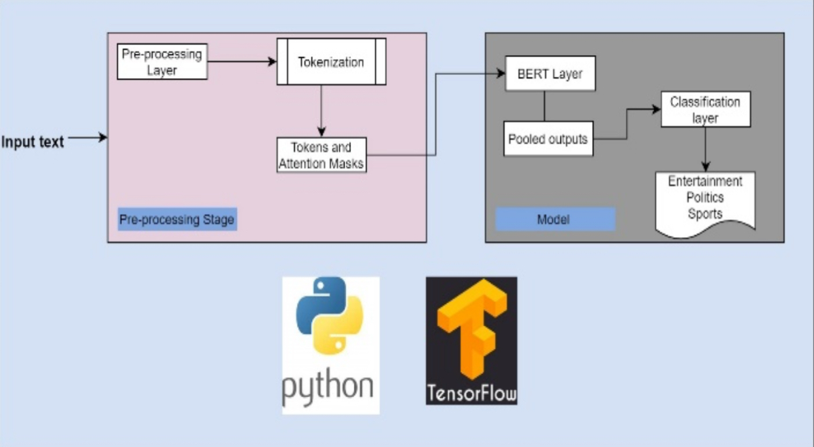 Input text
Pre-processing
Layer
Tokenization
Tokens and
Attention Masks
Pre-processing Stage
BERT Layer
Pooled outputs
Classification
layer
Entertainment
Politics
Sports
Model
python
TensorFlow